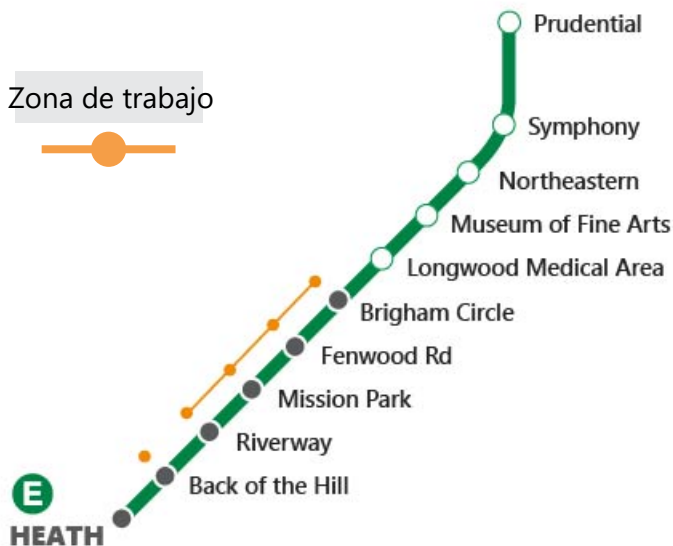 Prudential
Zona de trabajo
Symphony
Northeastern
Museum of Fine Arts
Longwood Medical Area
Brigham Circle
Fenwood Rd
Mission Park
Riverway
Back of the Hill
E
HEATH